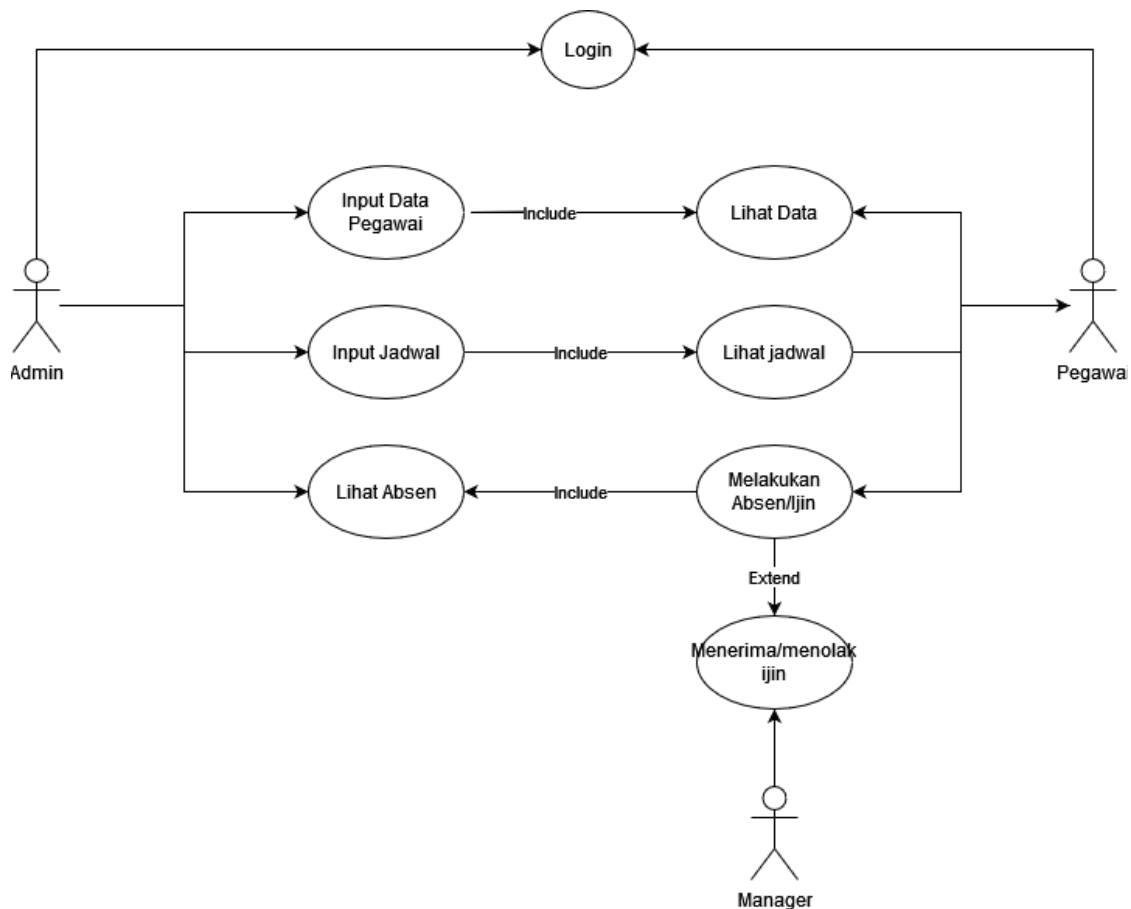 Login
Input Data
Pegawai
Include
Lihat Data
Admin
Input Jadwal
Include
Lihat jadwal
Pegawai
Lihat Absen
Include
Melakukan
Absen/Ijin
Extend
Menerima/menolak
ijin
Manager